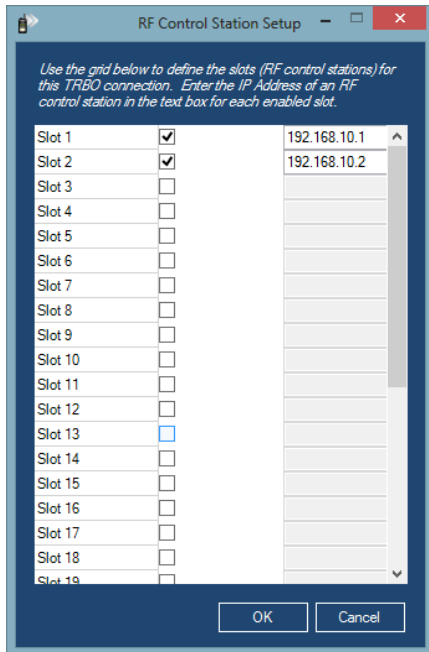 RF Control Station Setup
Use the grid below to define the slots (RF control stations) for
this TRBO connection. Enter the IP Address of an RF
control station in the text box for each enabled slot.
Slot 1 192.168.10.1
Slot 2 192.168.10.2
Slot 3
Slot 4
Slot 5
Slot 6
Slot 7
Slot 8
Slot 9
Slot 10
Slot 11
Slot 12
Slot 13
Slot 14
Slot 15
Slot 16
Slot 17
Slot 18
Slot 19
OK Cancel